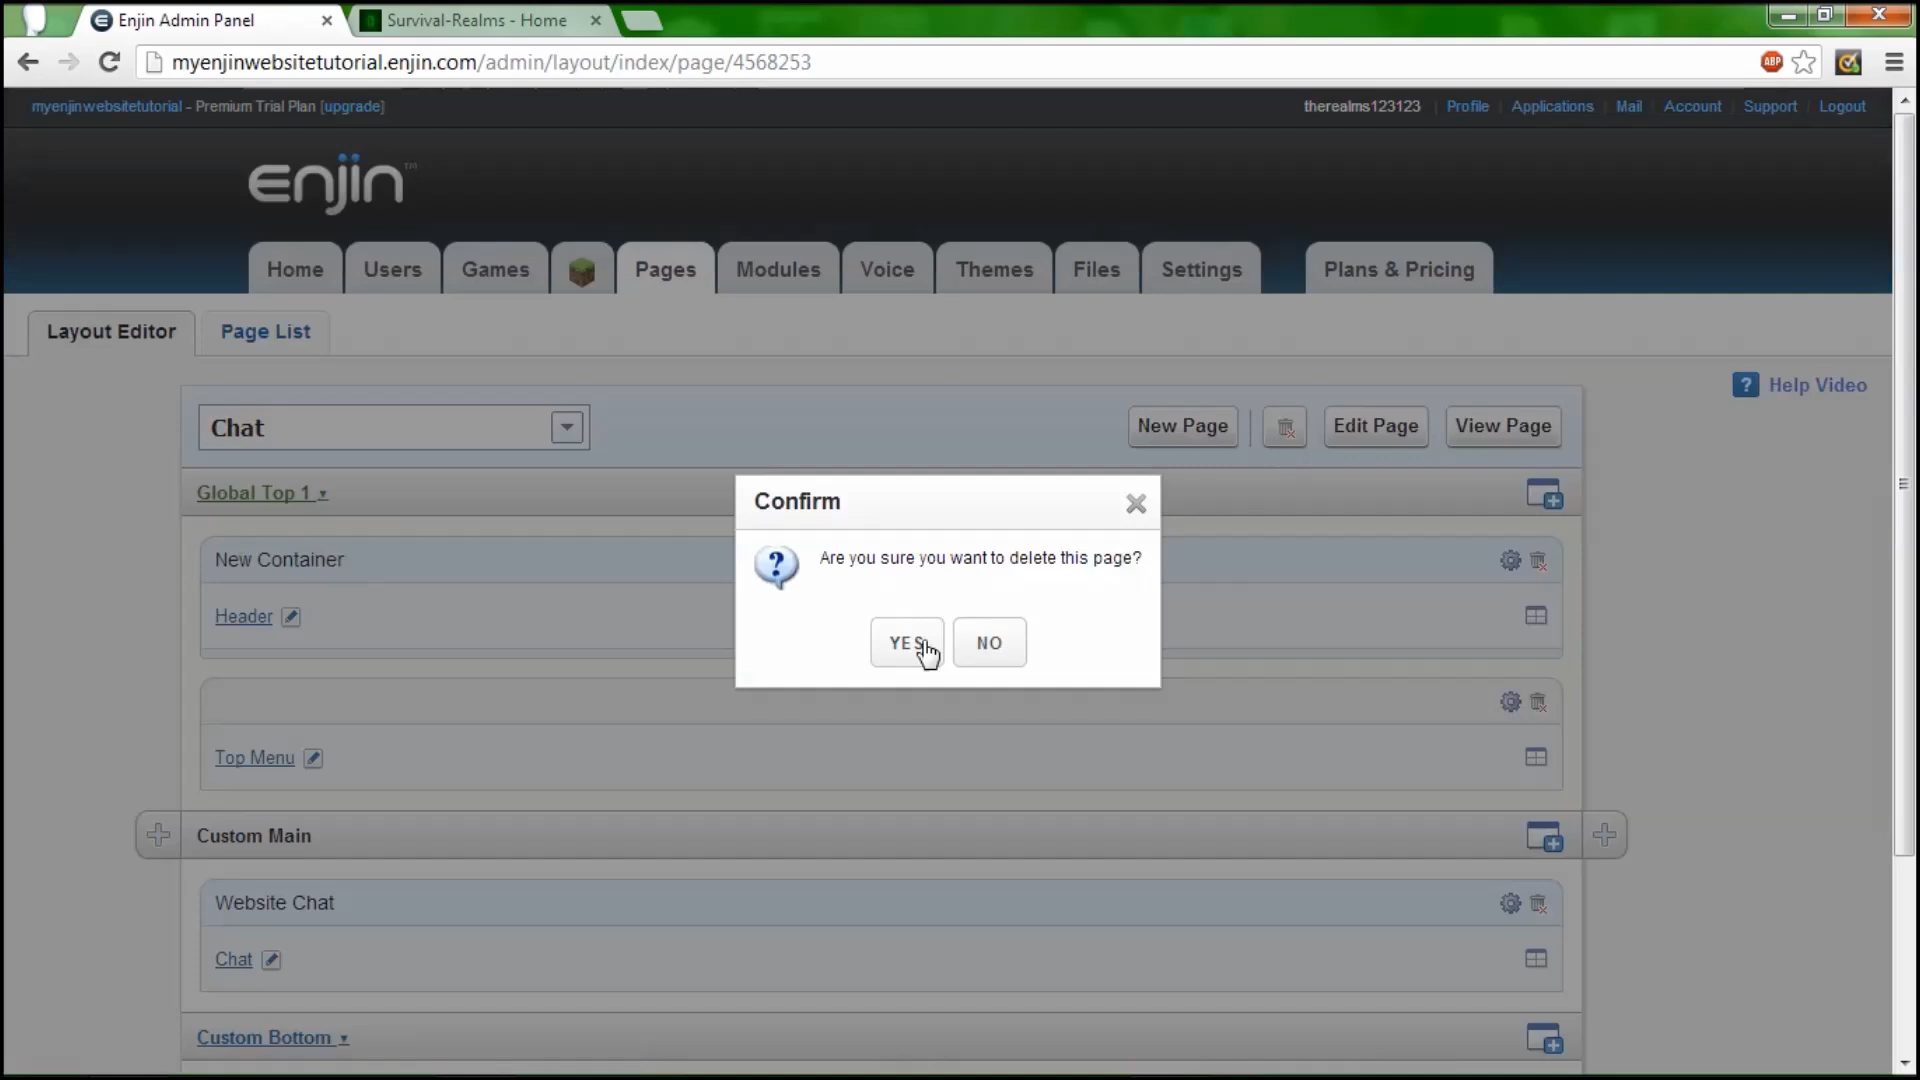 Enjin Admin Panel
Survival-Realms - Home
myenjinwebsitetutorial.enjin.com/admin/layout/index/page/4568253
ABP
myenjinwebsitetutorial - Premium Trial Plan [upgrade]
therealms123123 | Profile | Applications | Mail | Account | Support | Logout
enjin™
Home Users Games Pages Modules Voice Themes Files Settings Plans & Pricing
Layout Editor Page List
? Help Video
Chat New Page Edit Page View Page
Global Top 1
Confirm
New Container
? Are you sure you want to delete this page?
Header
YES NO
Top Menu
Custom Main
Website Chat
Chat
Custom Bottom